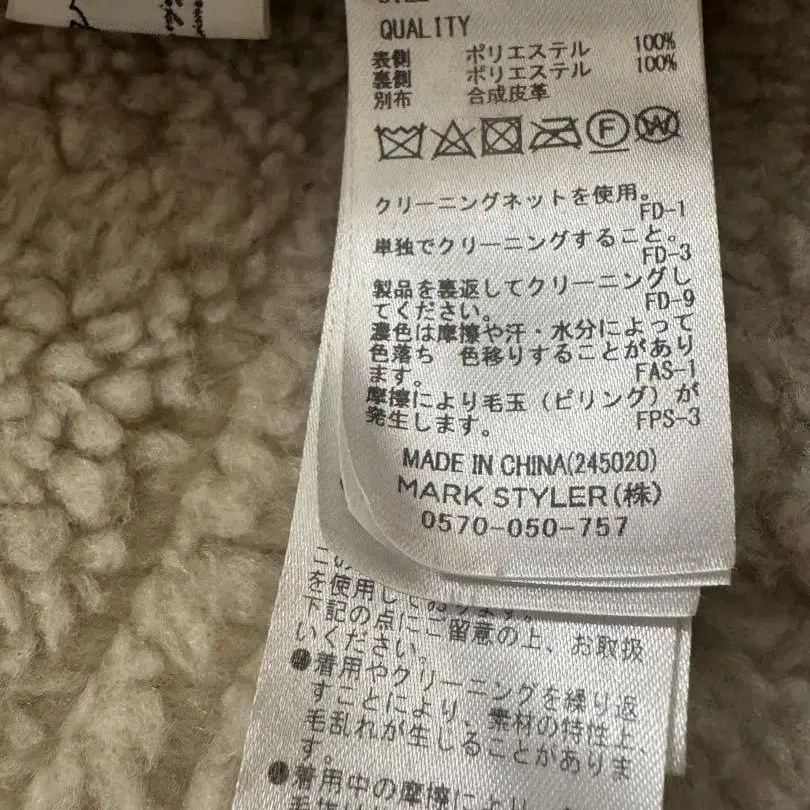 QUALITY
表側 ポリエステル 100%
裏側 ポリエステル 100%
別布 合成皮革
F W
クリーニングネットを使用。
FD-1
単独でクリーニングすること。
FD-3
製品を裏返してクリーニングし
てください。 FD-9
濃色は摩擦や汗・水分によって
色落ち 色移りすることがあり
ます。 FAS-1
摩擦により毛玉(ピリング)が
発生します。 FPS-3
MADE IN CHINA(245020)
MARK STYLER(株)
0570-050-757
を使用しております。
下記の点にご留意の上、お取扱
いください。
●着用やクリーニングを繰り返
すことにより、素材の特性上、
毛乱れが生じることがありま
す。
●着用中の摩擦により、